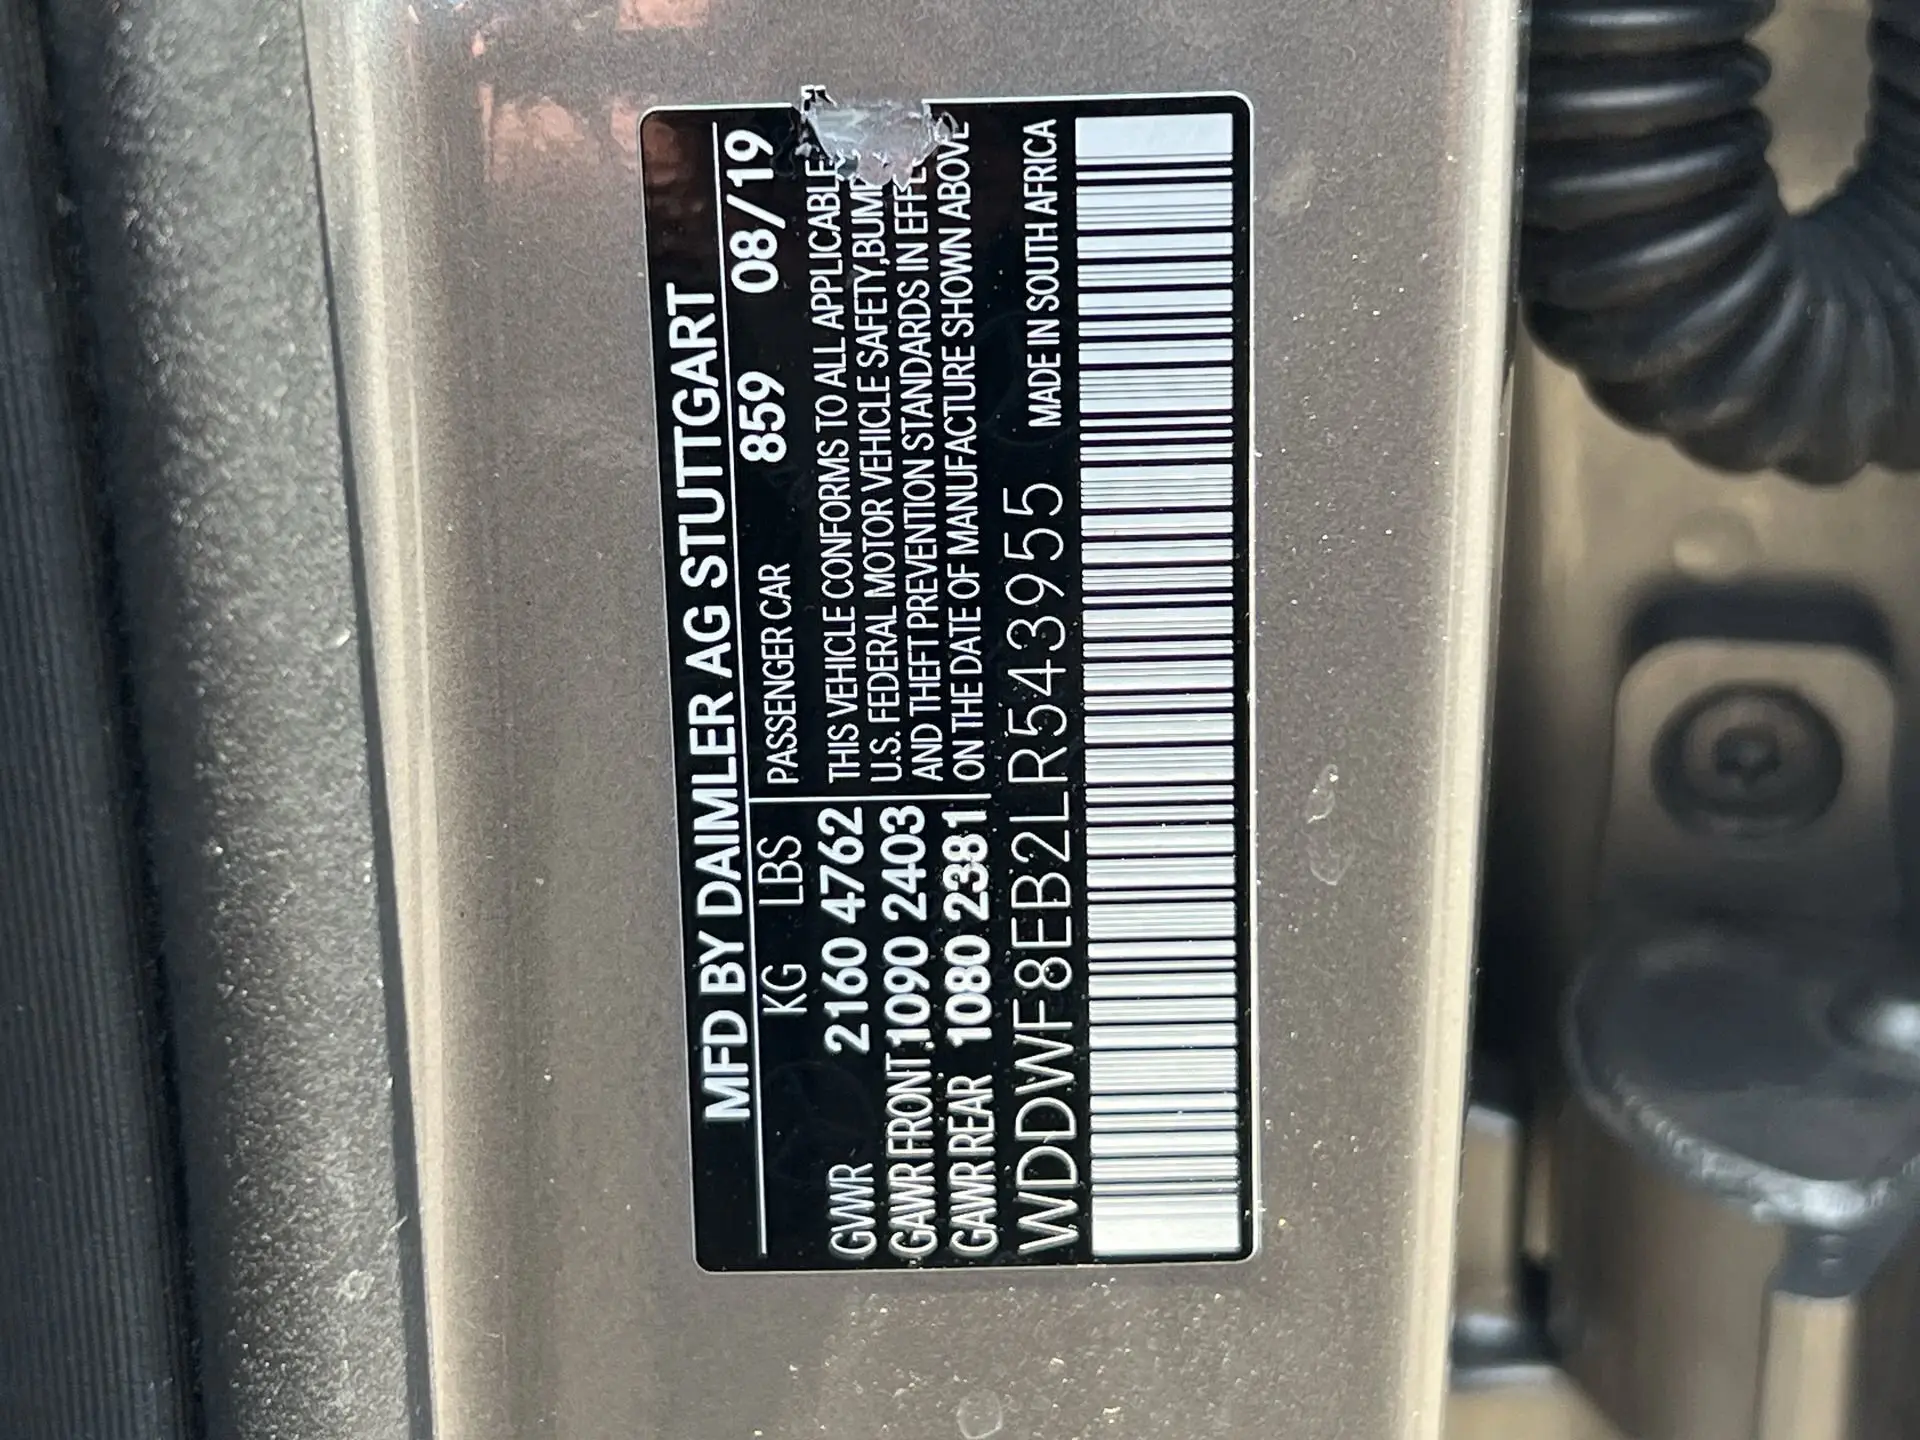 MFD BY DAIMLER AG STUTTGART
KG LBS PASSENGER CAR 859 08/19
GVWR 2160 4762 THIS VEHICLE CONFORMS TO ALL APPLICABLE
GAWR FRONT 1090 2403 U.S. FEDERAL MOTOR VEHICLE SAFETY,
AND THEFT PREVENTION STANDARDS IN
GAWR REAR 1080 2381 ON THE DATE OF MANUFACTURE SHOWN ABOVE
WDDWF8EB2LR543955 MADE IN SOUTH AFRICA